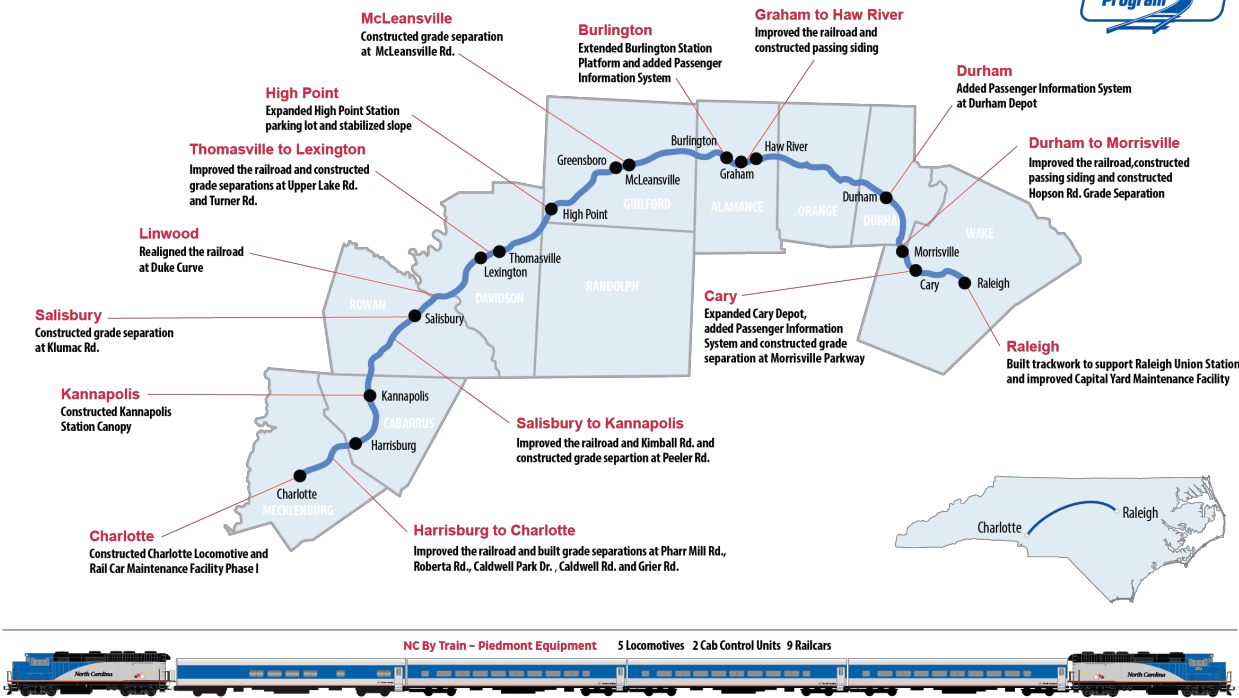 Program
McLeansville
Constructed grade separation
at McLeansville Rd.
Burlington
Extended Burlington Station
Platform and added Passenger
Information System
Graham to Haw River
Improved the railroad and
constructed passing siding
Durham
Added Passenger Information System
at Durham Depot
High Point
Expanded High Point Station
parking lot and stabilized slope
Thomasville to Lexington
Improved the railroad and constructed
grade separations at Upper Lake Rd.
and Turner Rd.
Durham to Morrisville
Improved the railroad,constructed
passing siding and constructed
Hopson Rd. Grade Separation
Linwood
Realigned the railroad
at Duke Curve
Salisbury
Constructed grade separation
at Klumac Rd.
Kannapolis
Constructed Kannapolis
Station Canopy
Cary
Expanded Cary Depot,
added Passenger Information
System and constructed grade
separation at Morrisville Parkway
Raleigh
Built trackwork to support Raleigh Union Station
and improved Capital Yard Maintenance Facility
Salisbury to Kannapolis
Improved the railroad and Kimball Rd. and
constructed grade separtion at Peeler Rd.
Charlotte
Constructed Charlotte Locomotive and
Rail Car Maintenance Facility Phase I
Harrisburg to Charlotte
Improved the railroad and built grade separations at Pharr Mill Rd.,
Roberta Rd., Caldwell Park Dr. , Caldwell Rd. and Grier Rd.
Burlington
Haw River
Graham
Greensboro
McLeansville
GUILFORD
ALAMANCE
ORANGE
Durham
DURHA
WAKE
High Point
Morrisville
Cary
Raleigh
Thomasville
Lexington
DAVIDSON
RANDOLPH
ROWAN
Salisbury
Kannapolis
CABARRUS
Harrisburg
Charlotte
MECKLENBURG
Charlotte
Raleigh
NC By Train – Piedmont Equipment 5 Locomotives 2 Cab Control Units 9 Railcars
North Carolina
North Carolina